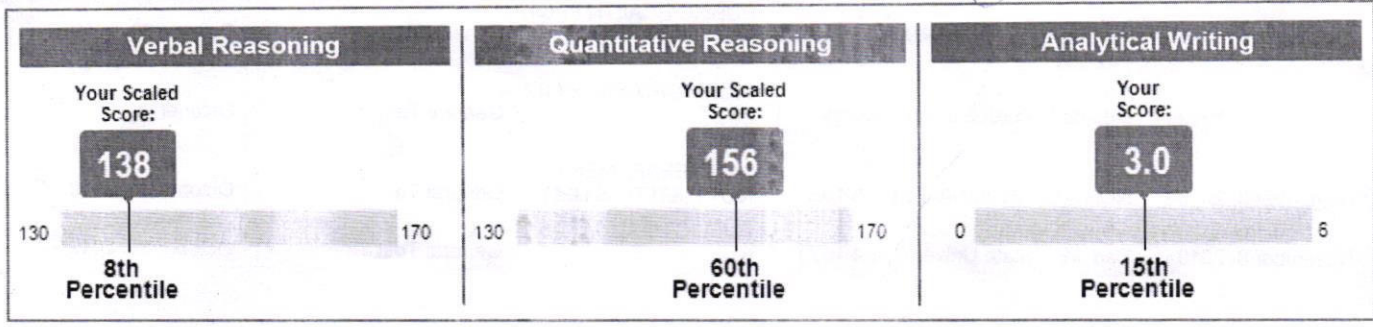 Verbal Reasoning
Your Scaled
Score:
138
130
170
8th
Percentile
Quantitative Reasoning
Your Scaled
Score:
156
130
170
60th
Percentile
Analytical Writing
Your
Score:
3.0
0
6
15th
Percentile